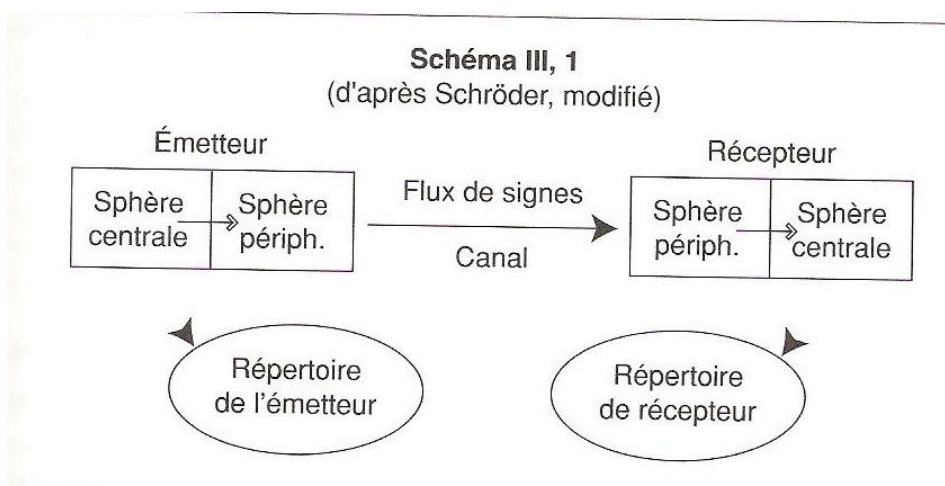 Schéma III, 1
(d'après Schröder, modifié)
Émetteur
Sphère
centrale
Sphère
périph.
Flux de signes
Canal
Récepteur
Sphère
périph.
Sphère
centrale
Répertoire
de l'émetteur
Répertoire
de récepteur